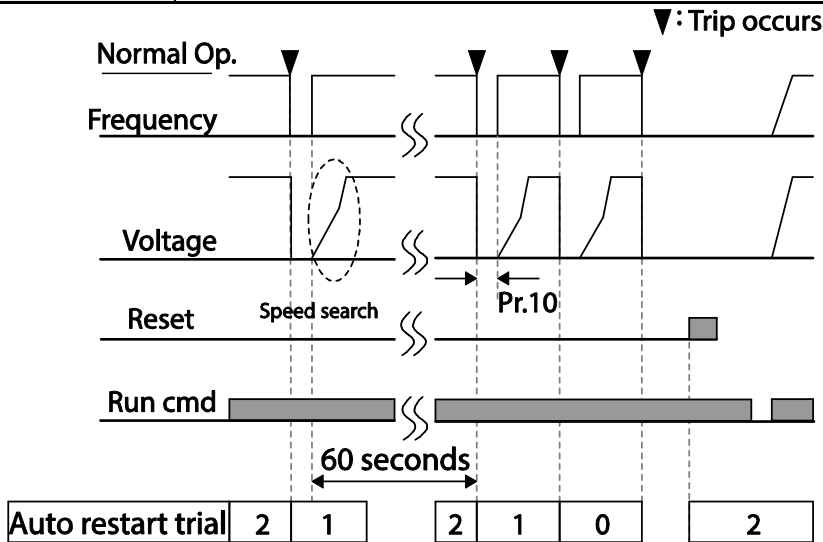 ▼: Trip occurs
Normal Op.
Frequency
Voltage
Pr.10
Speed search
Reset
Run cmd
60 seconds
Auto restart trial 2 1 2 1 0 2